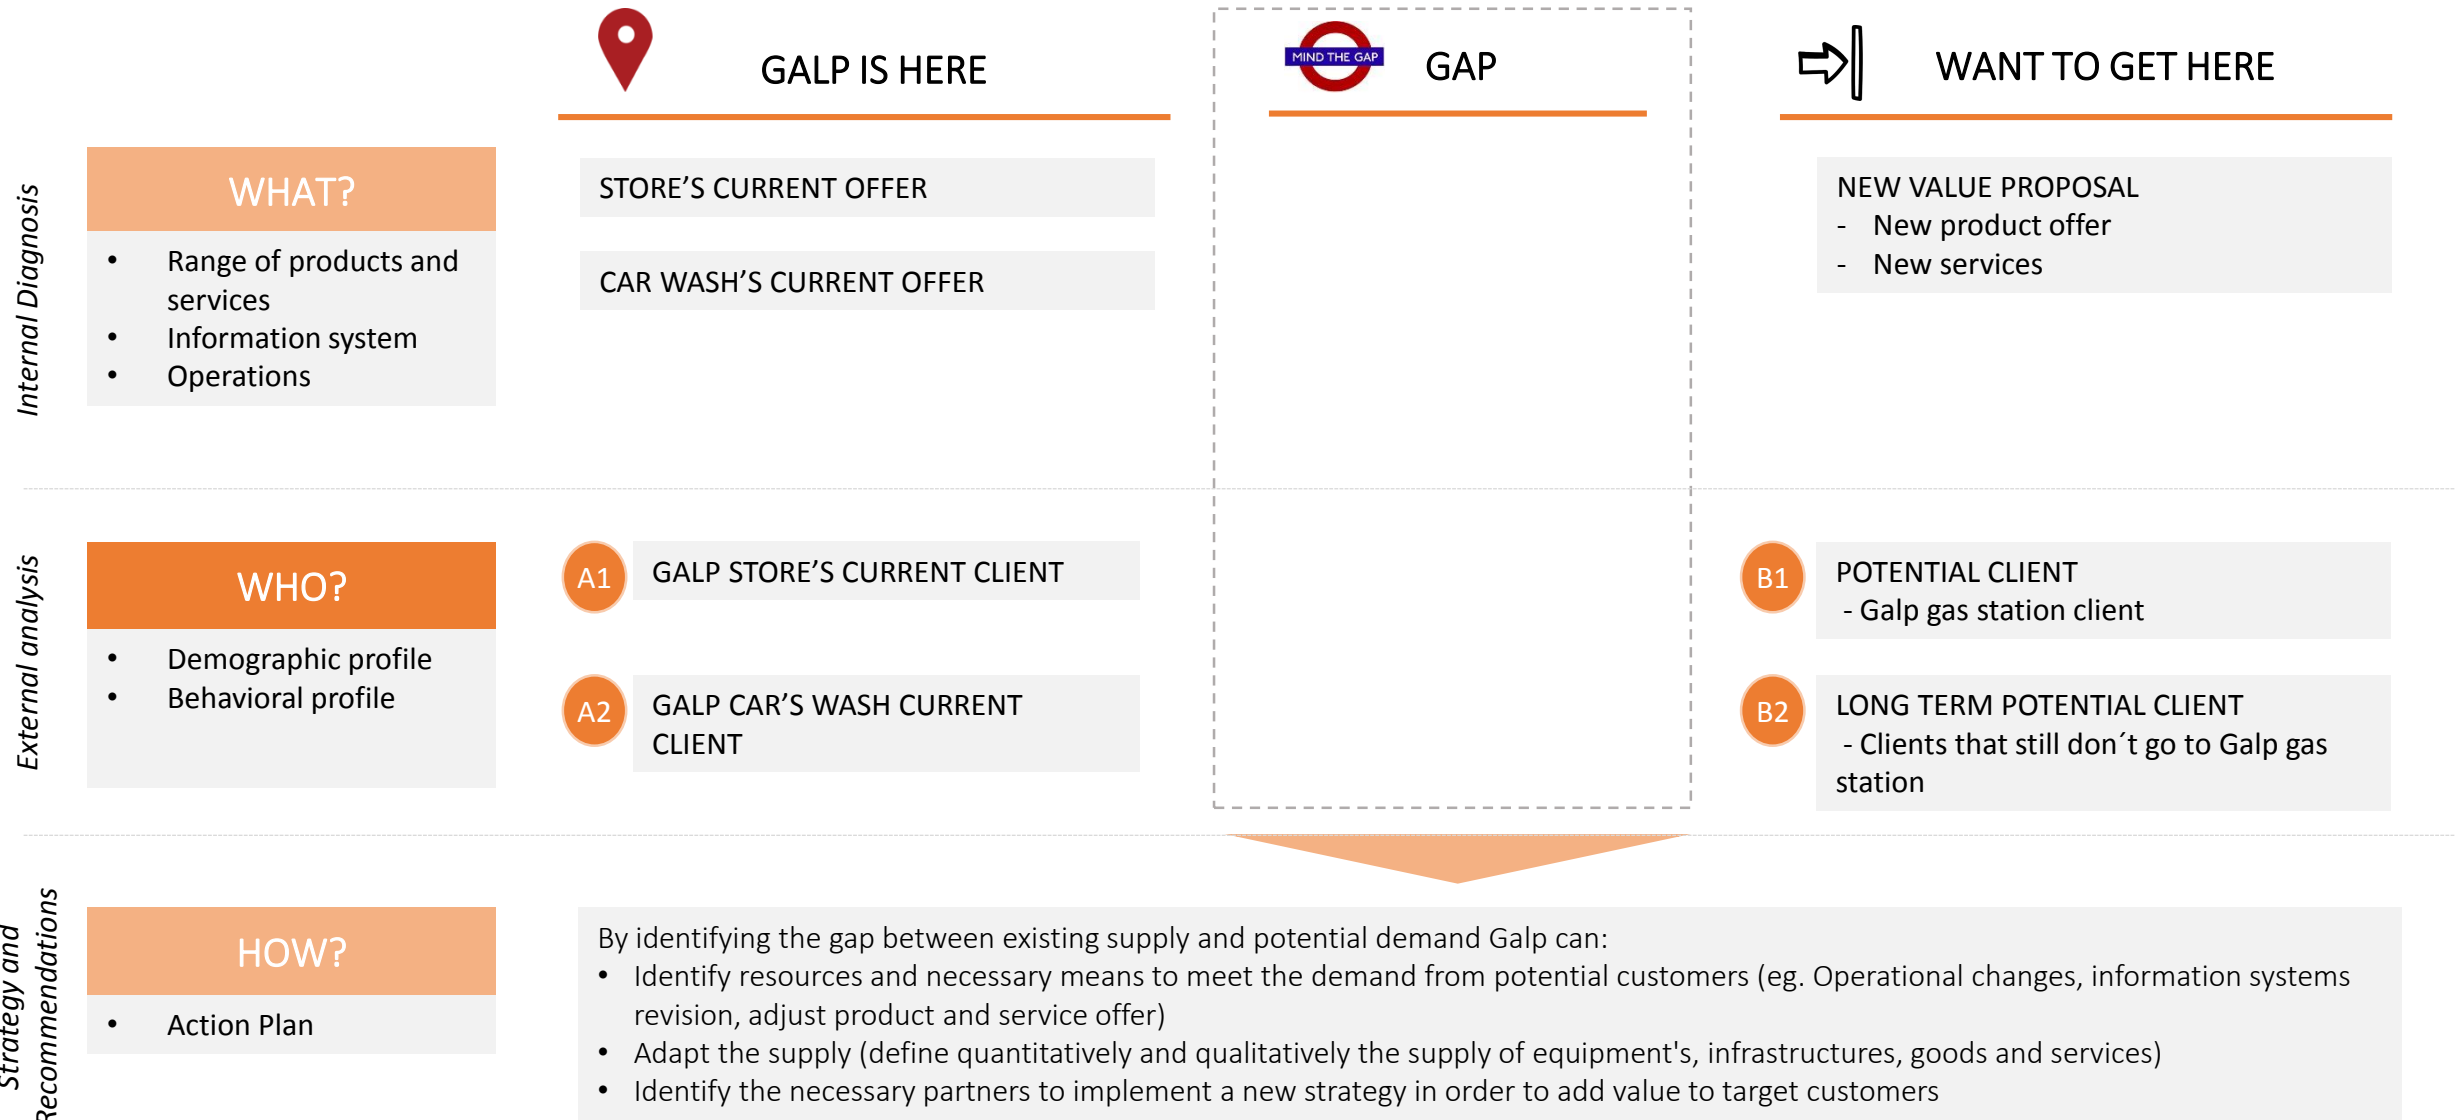 GALP IS HERE
MIND THE GAP
GAP
WANT TO GET HERE
Internal Diagnosis
WHAT?
• Range of products and
services
• Information system
• Operations
STORE’S CURRENT OFFER
CAR WASH’S CURRENT OFFER
NEW VALUE PROPOSAL
- New product offer
- New services
External analysis
WHO?
• Demographic profile
• Behavioral profile
A1
GALP STORE’S CURRENT CLIENT
A2
GALP CAR’S WASH CURRENT
CLIENT
B1
POTENTIAL CLIENT
- Galp gas station client
B2
LONG TERM POTENTIAL CLIENT
- Clients that still don´t go to Galp gas
station
Strategy and
Recommendations
HOW?
• Action Plan
By identifying the gap between existing supply and potential demand Galp can:
• Identify resources and necessary means to meet the demand from potential customers (eg. Operational changes, information systems
revision, adjust product and service offer)
• Adapt the supply (define quantitatively and qualitatively the supply of equipment's, infrastructures, goods and services)
• Identify the necessary partners to implement a new strategy in order to add value to target customers